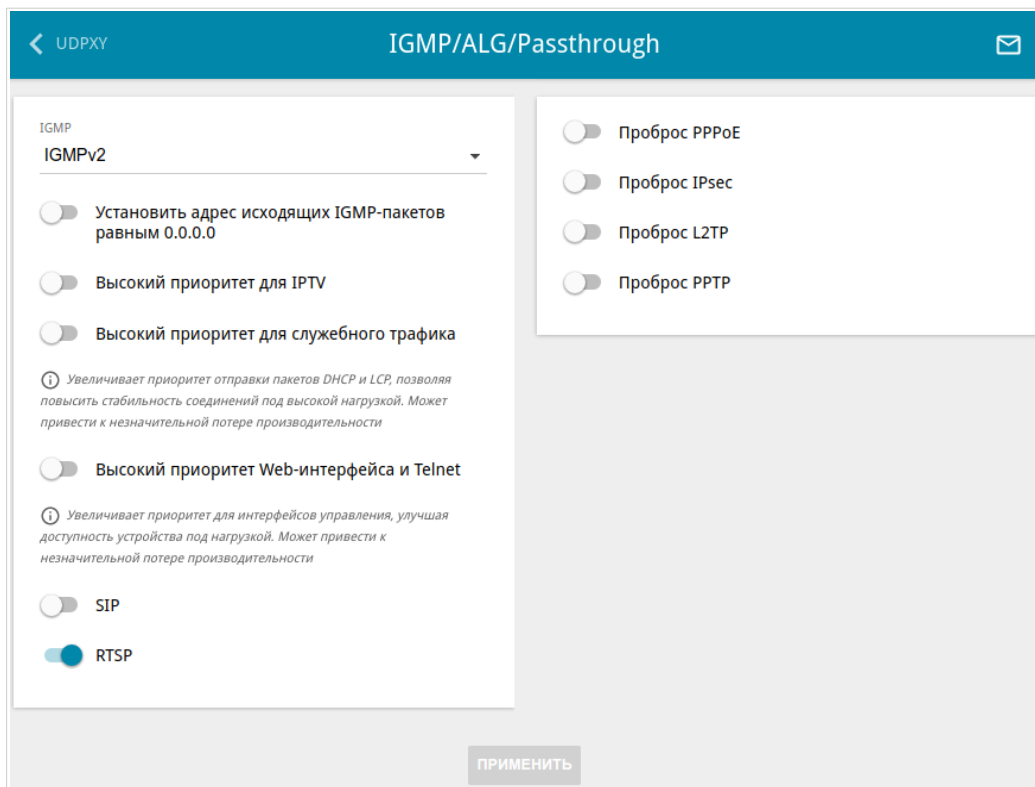 UDPXY
IGMP/ALG/Passthrough
IGMP
IGMPv2
Установить адрес исходящих IGMP-пакетов
равным 0.0.0.0
Высокий приоритет для IPTV
Высокий приоритет для служебного трафика
Увеличивает приоритет отправки пакетов DHCP и LCP, позволяя
повысить стабильность соединений под высокой нагрузкой. Может
привести к незначительной потере производительности
Высокий приоритет Web-интерфейса и Telnet
Увеличивает приоритет для интерфейсов управления, улучшая
доступность устройства под нагрузкой. Может привести к
незначительной потере производительности
SIP
RTSP
Проброс PPPoE
Проброс IPsec
Проброс L2TP
Проброс PPTP
ПРИМЕНИТЬ